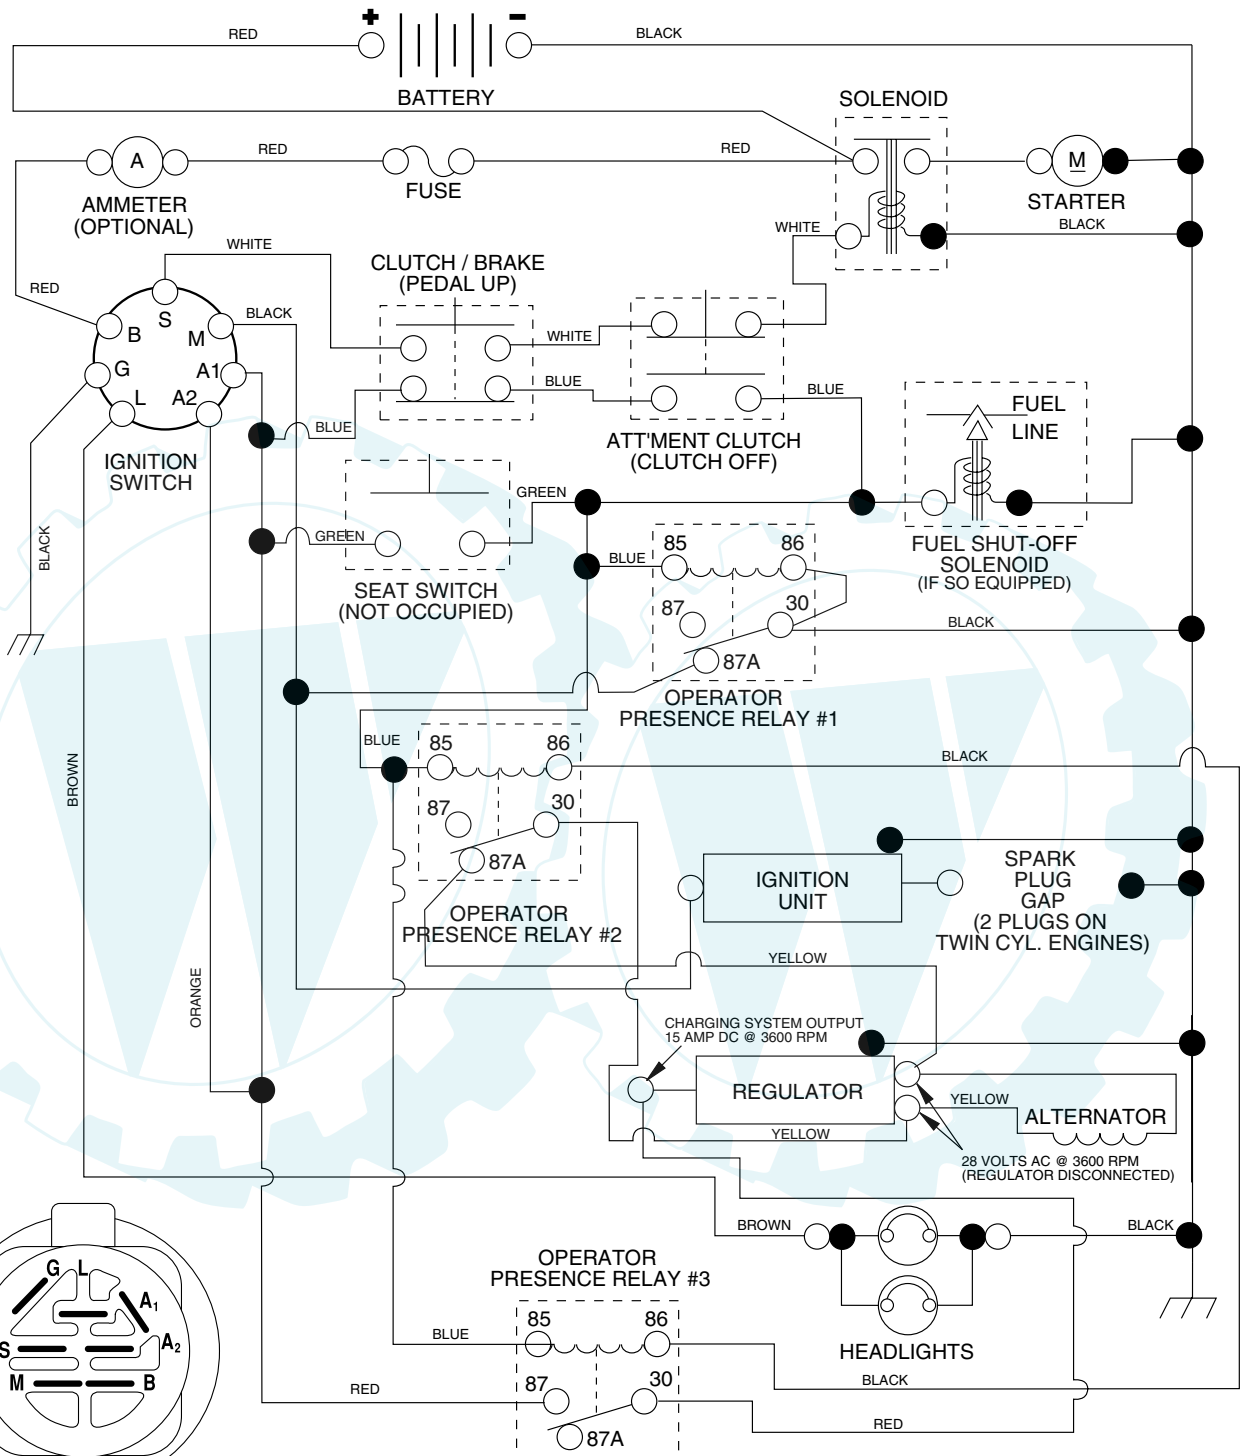 +
-
RED
BLACK
BATTERY
SOLENOID
A
RED
FUSE
RED
M
STARTER
AMMETER
(OPTIONAL)
WHITE
BLACK
WHITE
CLUTCH / BRAKE
(PEDAL UP)
RED
BLACK
S
B
M
G
A1
L
A2
WHITE
BLUE
BLUE
IGNITION
SWITCH
BLUE
ATT'MENT CLUTCH
(CLUTCH OFF)
FUEL
LINE
GREEN
GREEN
BLACK
SEAT SWITCH
(NOT OCCUPIED)
FUEL SHUT-OFF
SOLENOID
(IF SO EQUIPPED)
BLUE
85
86
87
30
87A
BLACK
OPERATOR
PRESENCE RELAY #1
BLUE
85
86
87
30
87A
BLACK
BROWN
OPERATOR
PRESENCE RELAY #2
IGNITION
UNIT
SPARK
PLUG
GAP
(2 PLUGS ON
TWIN CYL. ENGINES)
YELLOW
ORANGE
CHARGING SYSTEM OUTPUT
15 AMP DC @ 3600 RPM
REGULATOR
YELLOW
ALTERNATOR
YELLOW
28 VOLTS AC @ 3600 RPM
(REGULATOR DISCONNECTED)
BROWN
BLACK
HEADLIGHTS
OPERATOR
PRESENCE RELAY #3
BLUE
85
86
87
30
87A
BLACK
RED
RED
G
L
A1
A2
S
M
B